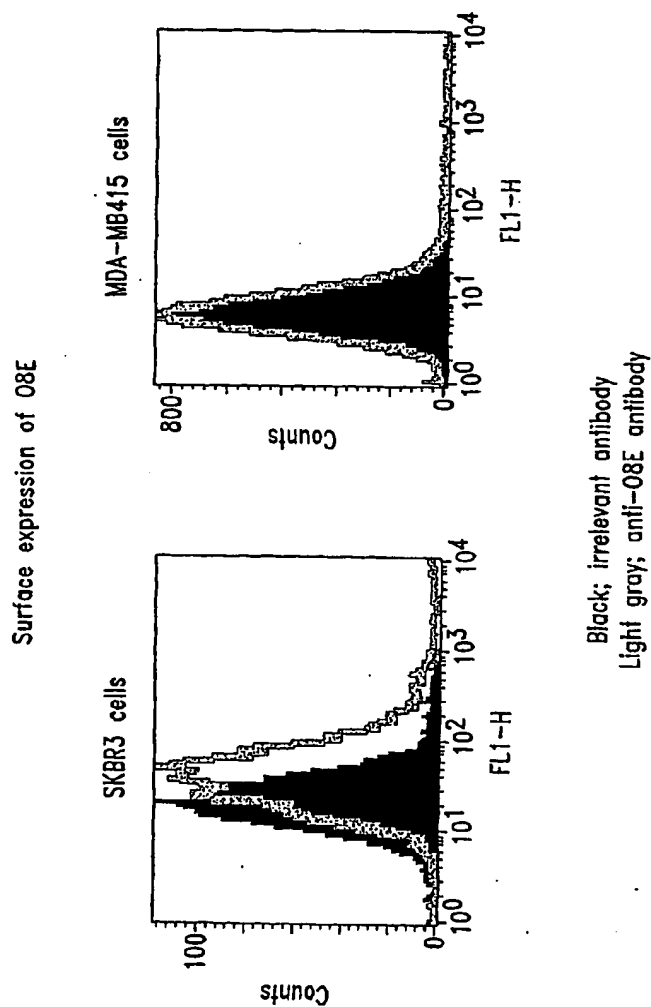 Surface expression of O8E
SKBR3 cells
Counts
100
0
10^0
10^1
10^2
10^3
10^4
FL1-H
MDA-MB415 cells
Counts
800
0
10^0
10^1
10^2
10^3
10^4
FL1-H
Black; irrelevant antibody
Light gray; anti-O8E antibody